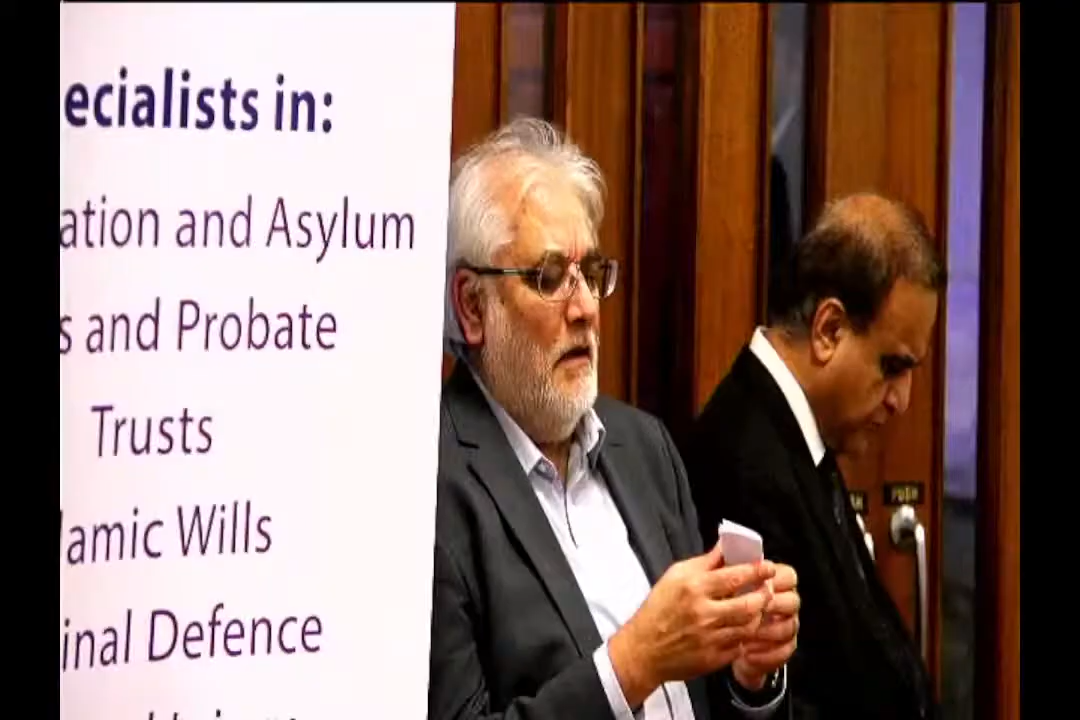 ecialists in:
ation and Asylum
s and Probate
Trusts
lamic Wills
inal Defence
PUSH